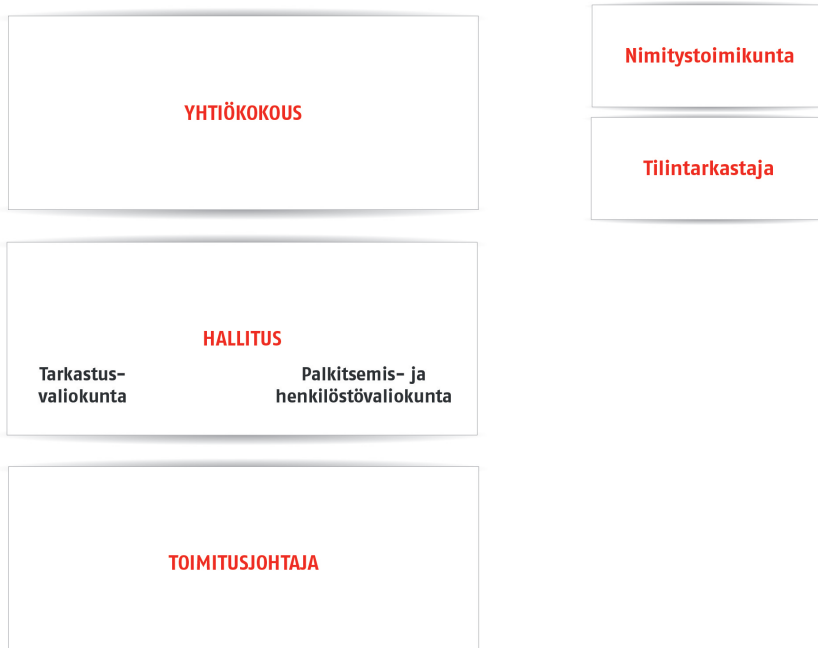 YHTIÖKOKOUS
Nimitystoimikunta
Tilintarkastaja
HALLITUS
Tarkastus-
valiokunta
Palkitsemis- ja
henkilöstövaliokunta
TOIMITUSJOHTAJA